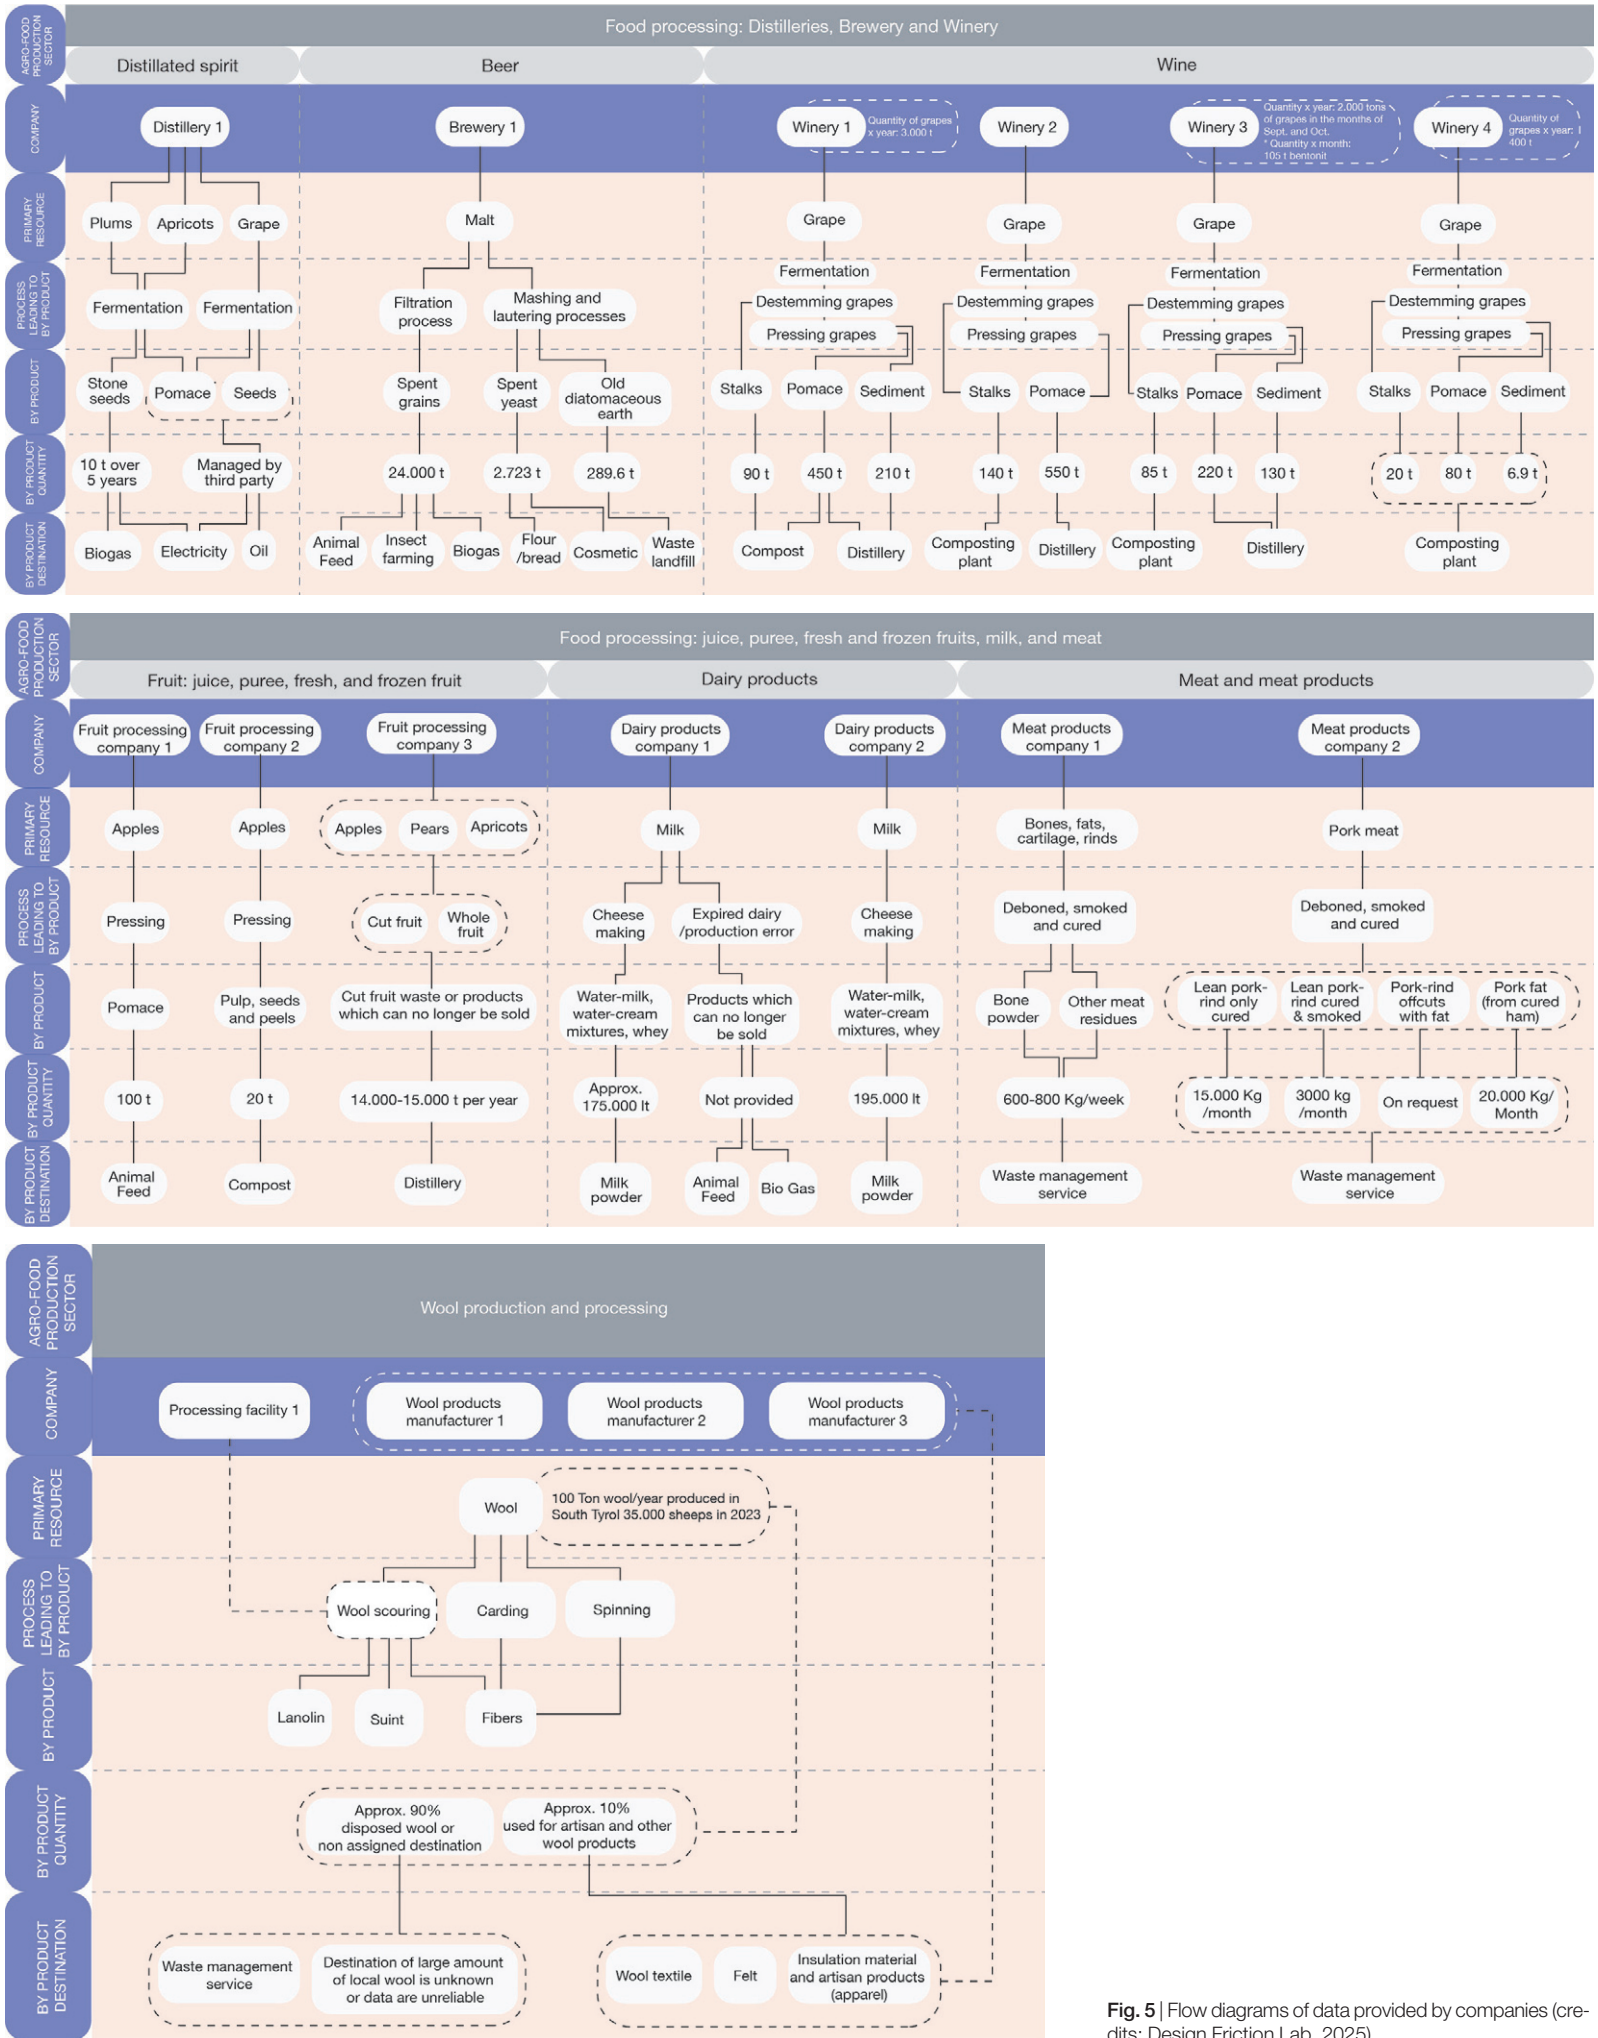 AGRO-FOOD
PRODUCTION
SECTOR
Food processing: Distilleries, Brewery and Winery
Distillated spirit
Beer
Wine
COMPANY
Distillery 1
Brewery 1
Winery 1
Quantity of grapes
x year: 3.000 t
Winery 2
Winery 3
Quantity x year: 2.000 tons
of grapes in the months of
Sept. and Oct.
* Quantity x month:
105 t bentonit
Winery 4
Quantity of
grapes x year:
400 t
PRIMARY
RESOURCE
Plums
Apricots
Grape
Malt
Grape
Grape
Grape
Grape
PROCESS
LEADING TO
BY PRODUCT
Fermentation
Fermentation
Filtration
process
Mashing and
lautering processes
Fermentation
Destemming grapes
Pressing grapes
Fermentation
Destemming grapes
Pressing grapes
Fermentation
Destemming grapes
Pressing grapes
Fermentation
Destemming grapes
Pressing grapes
BY PRODUCT
Stone
seeds
Pomace
Seeds
Spent
grains
Spent
yeast
Old
diatomaceous
earth
Stalks
Pomace
Sediment
Stalks
Pomace
Stalks
Pomace
Sediment
Stalks
Pomace
Sediment
BY PRODUCT
QUANTITY
10 t over
5 years
Managed by
third party
24.000 t
2.723 t
289.6 t
90 t
450 t
210 t
140 t
550 t
85 t
220 t
130 t
20 t
80 t
6.9 t
BY PRODUCT
DESTINATION
Biogas
Electricity
Oil
Animal
Feed
Insect
farming
Biogas
Flour
/bread
Cosmetic
Waste
landfill
Compost
Distillery
Composting
plant
Distillery
Composting
plant
Distillery
Composting
plant
AGRO-FOOD
PRODUCTION
SECTOR
Food processing: juice, puree, fresh and frozen fruits, milk, and meat
Fruit: juice, puree, fresh, and frozen fruit
Dairy products
Meat and meat products
COMPANY
Fruit processing
company 1
Fruit processing
company 2
Fruit processing
company 3
Dairy products
company 1
Dairy products
company 2
Meat products
company 1
Meat products
company 2
PRIMARY
RESOURCE
Apples
Apples
Apples
Pears
Apricots
Milk
Milk
Bones, fats,
cartilage, rinds
Pork meat
PROCESS
LEADING TO
BY PRODUCT
Pressing
Pressing
Cut fruit
Whole
fruit
Cheese
making
Expired dairy
/production error
Cheese
making
Deboned, smoked
and cured
Deboned, smoked
and cured
BY PRODUCT
Pomace
Pulp, seeds
and peels
Cut fruit waste or products
which can no longer be sold
Water-milk,
water-cream
mixtures, whey
Products which
can no longer
be sold
Water-milk,
water-cream
mixtures, whey
Bone
powder
Other meat
residues
Lean pork-
rind only
cured
Lean pork-
rind cured
& smoked
Pork-rind
offcuts
with fat
Pork fat
(from cured
ham)
BY PRODUCT
QUANTITY
100 t
20 t
14.000-15.000 t per year
Approx.
175.000 lt
Not provided
195.000 lt
600-800 Kg/week
15.000 Kg
/month
3000 kg
/month
On request
20.000 Kg/
Month
BY PRODUCT
DESTINATION
Animal
Feed
Compost
Distillery
Milk
powder
Animal
Feed
Bio Gas
Milk
powder
Waste management
service
Waste management
service
AGRO-FOOD
PRODUCTION
SECTOR
Wool production and processing
COMPANY
Processing facility 1
Wool products
manufacturer 1
Wool products
manufacturer 2
Wool products
manufacturer 3
PRIMARY
RESOURCE
Wool
100 Ton wool/year produced in
South Tyrol 35.000 sheeps in 2023
PROCESS
LEADING TO
BY PRODUCT
Wool scouring
Carding
Spinning
BY PRODUCT
Lanolin
Suint
Fibers
BY PRODUCT
QUANTITY
Approx. 90%
disposed wool or
non assigned destination
Approx. 10%
used for artisan and other
wool products
BY PRODUCT
DESTINATION
Waste management
service
Destination of large amount
of local wool is unknown
or data are unreliable
Wool textile
Felt
Insulation material
and artisan products
(apparel)
Fig. 5 | Flow diagrams of data provided by companies (cre-
dits: Design Friction Lab, 2025)